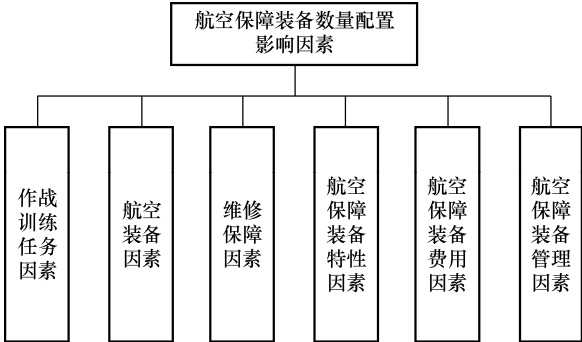 航空保障装备数量配置
影响因素
作战
训练
任务
因素
航空
装备
因素
维修
保障
因素
航空
保障
装备
特性
因素
航空
保障
装备
费用
因素
航空
保障
装备
管理
因素